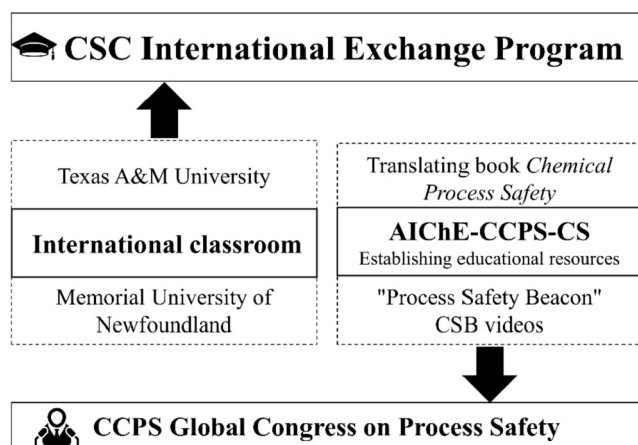 CSC International Exchange Program
Texas A&M University
International classroom
Memorial University of
Newfoundland
Translating book Chemical
Process Safety
AIChE-CCPS-CS
Establishing educational resources
"Process Safety Beacon"
CSB videos
CCPS Global Congress on Process Safety